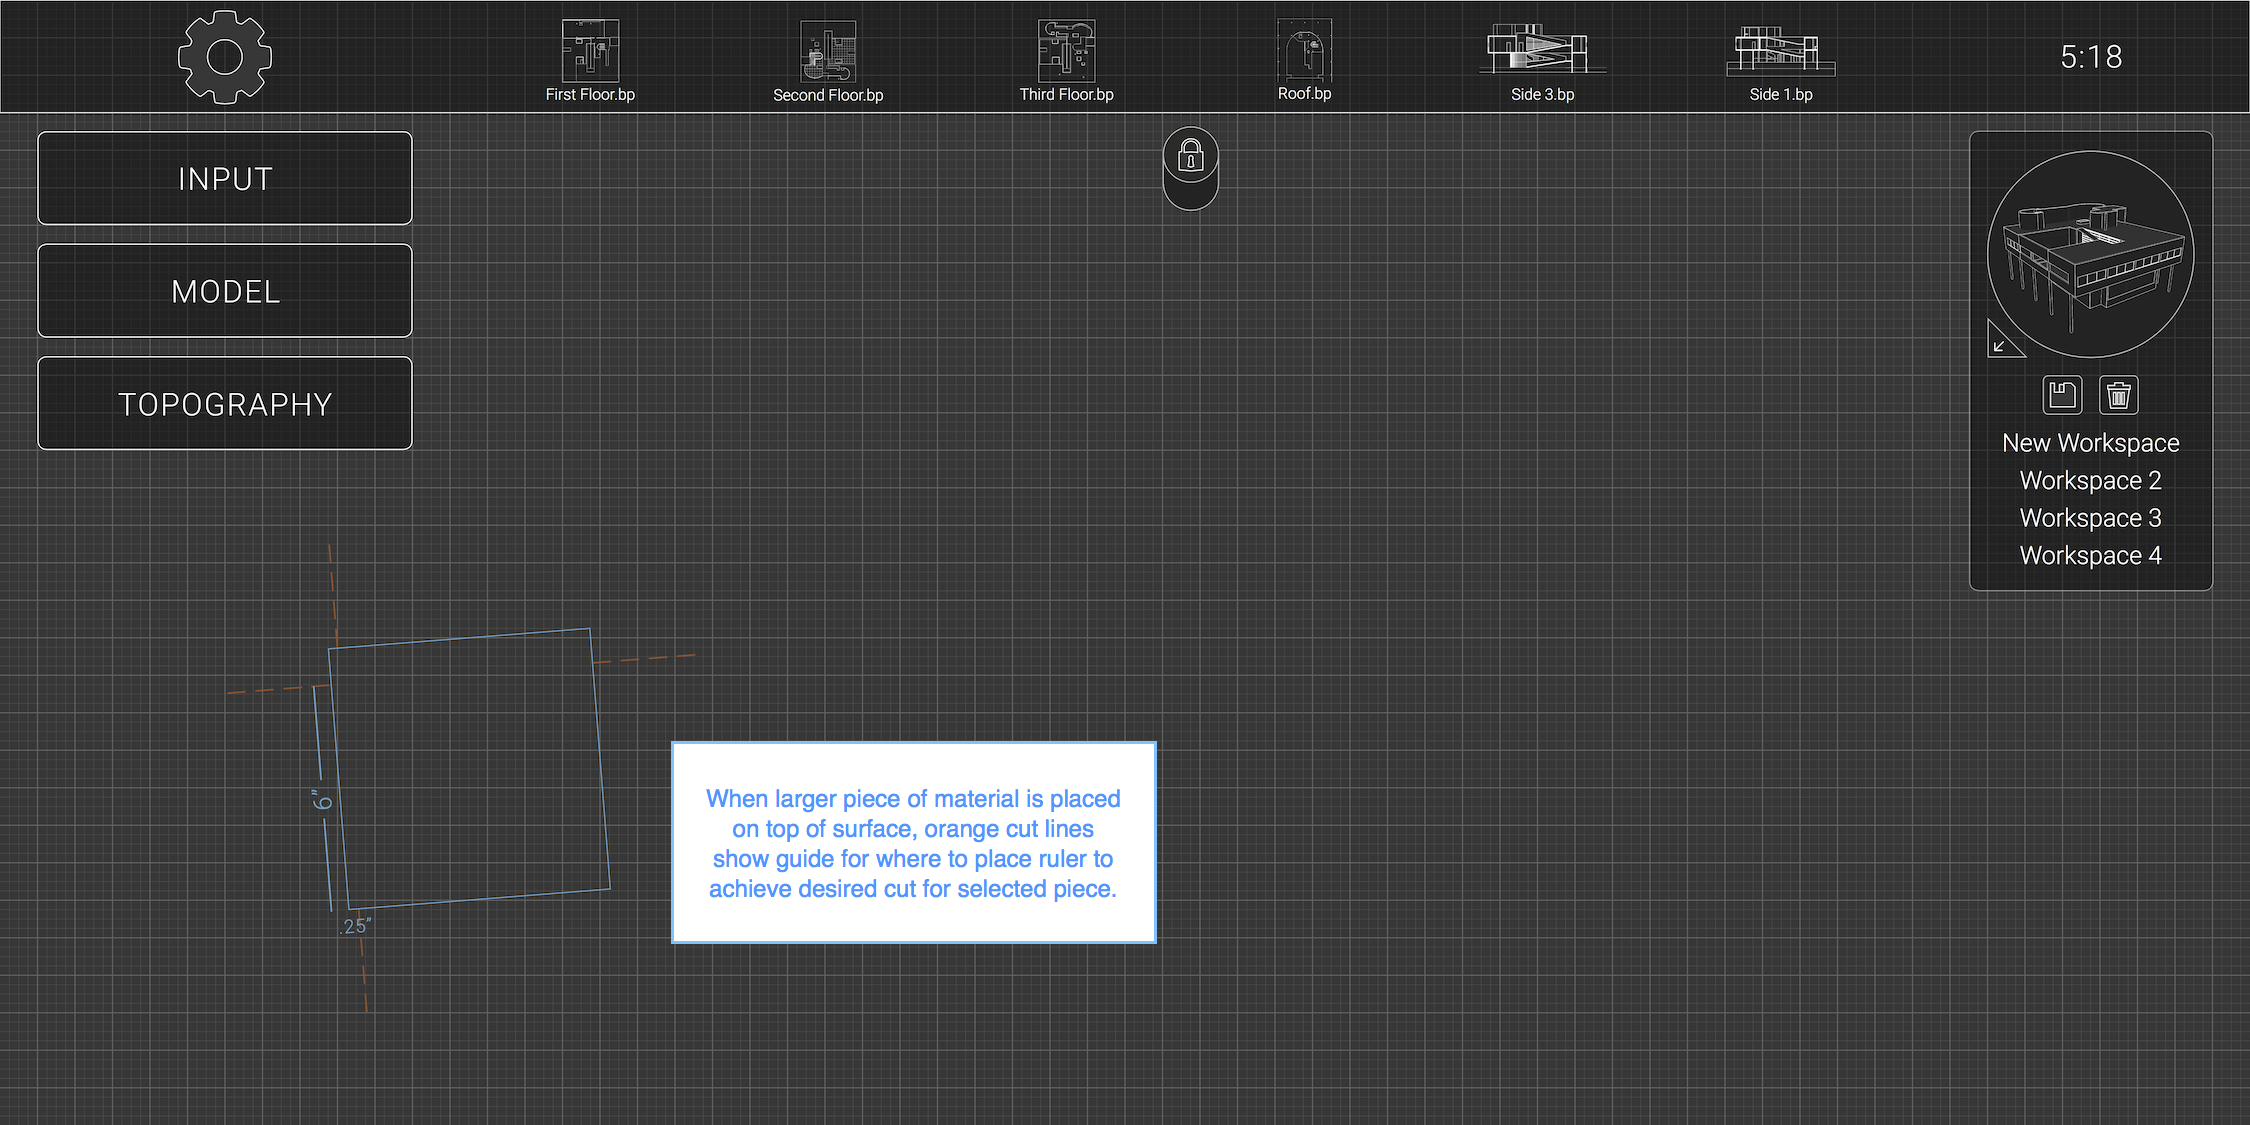 First Floor.bp
Second Floor.bp
Third Floor.bp
Roof.bp
Side 3.bp
Side 1.bp
5:18
INPUT
MODEL
TOPOGRAPHY
New Workspace
Workspace 2
Workspace 3
Workspace 4
6”
.25”
When larger piece of material is placed
on top of surface, orange cut lines
show guide for where to place ruler to
achieve desired cut for selected piece.